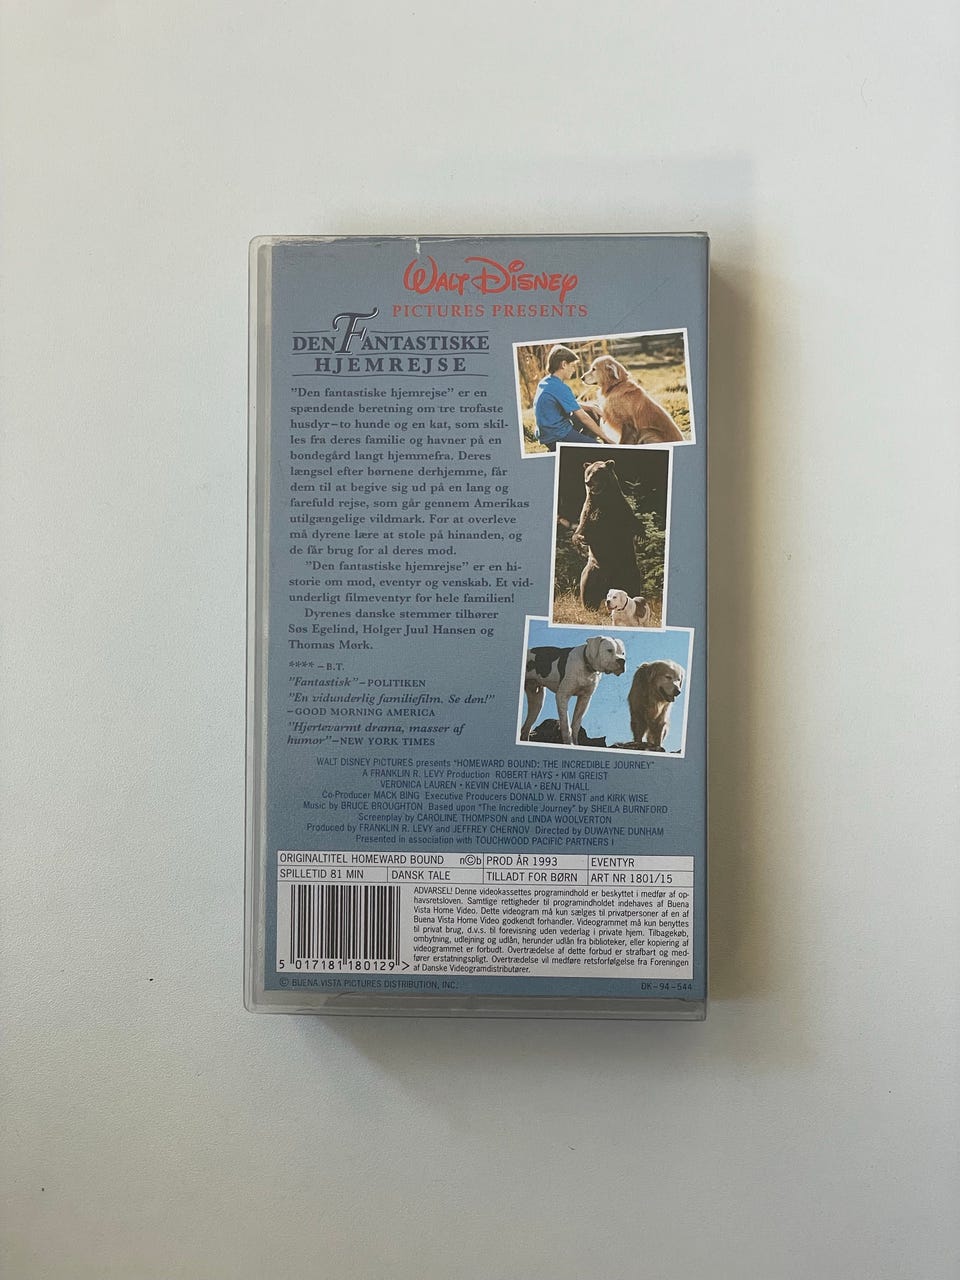 WALT DISNEY
PICTURES PRESENTS
DEN FANTASTISKE
HJEMREJSE
"Den fantastiske hjemrejse" er en
spændende beretning om tre trofaste
husdyr–to hunde og en kat, som skil-
les fra deres familie og havner på en
bondegård langt hjemmefra. Deres
længsel efter børnene derhjemme, får
dem til at begive sig ud på en lang og
farefuld rejse, som går gennem Amerikas
utilgængelige vildmark. For at overleve
må dyrene lære at stole på hinanden, og
de får brug for al deres mod.
"Den fantastiske hjemrejse" er en hi-
storie om mod, eventyr og venskab. Et vid-
underligt filmeventyr for hele familien!
Dyrenes danske stemmer tilhører
Søs Egelind, Holger Juul Hansen og
Thomas Mørk.
**** – B.T.
"Fantastisk" – POLITIKEN
"En vidunderlig familiefilm. Se den!"
–GOOD MORNING AMERICA
"Hjertevarmt drama, masser af
humor"–NEW YORK TIMES
WALT DISNEY PICTURES presents "HOMEWARD BOUND: THE INCREDIBLE JOURNEY"
A FRANKLIN R. LEVY Production ROBERT HAYS • KIM GREIST
VERONICA LAUREN • KEVIN CHEVALIA • BENJ THALL
Co-Producer MACK BING Executive Producers DONALD W. ERNST and KIRK WISE
Music by BRUCE BROUGHTON Based upon "The Incredible Journey" by SHEILA BURNFORD
Screenplay by CAROLINE THOMPSON and LINDA WOOLVERTON
Produced by FRANKLIN R. LEVY and JEFFREY CHERNOV Directed by DUWAYNE DUNHAM
Presented in association with TOUCHWOOD PACIFIC PARTNERS I
ORIGINALTITEL HOMEWARD BOUND n©b PROD ÅR 1993 EVENTYR
SPILLETID 81 MIN DANSK TALE TILLADT FOR BØRN ART NR 1801/15
ADVARSEL! Denne videokassettes programindhold er beskyttet i medfør af op-
havsretsloven. Samtlige rettigheder til programindholdet indehaves af Buena
Vista Home Video. Dette videogram må kun sælges til privatpersoner af en af
Buena Vista Home Video godkendt forhandler. Videogrammet må kun benyttes
til privat brug, d.v.s. til forevisning uden vederlag i private hjem. Tilbagekøb,
ombytning, udlejning og udlån, herunder udlån fra biblioteker, eller kopiering af
videogrammet er forbudt. Overtrædelse af dette forbud er strafbart og med-
fører erstatningspligt. Overtrædelse vil medføre retsforfølgelse fra Foreningen
af Danske Videogramdistributører.
5 017181 180129 >
© BUENA VISTA PICTURES DISTRIBUTION, INC.
DK-94-544